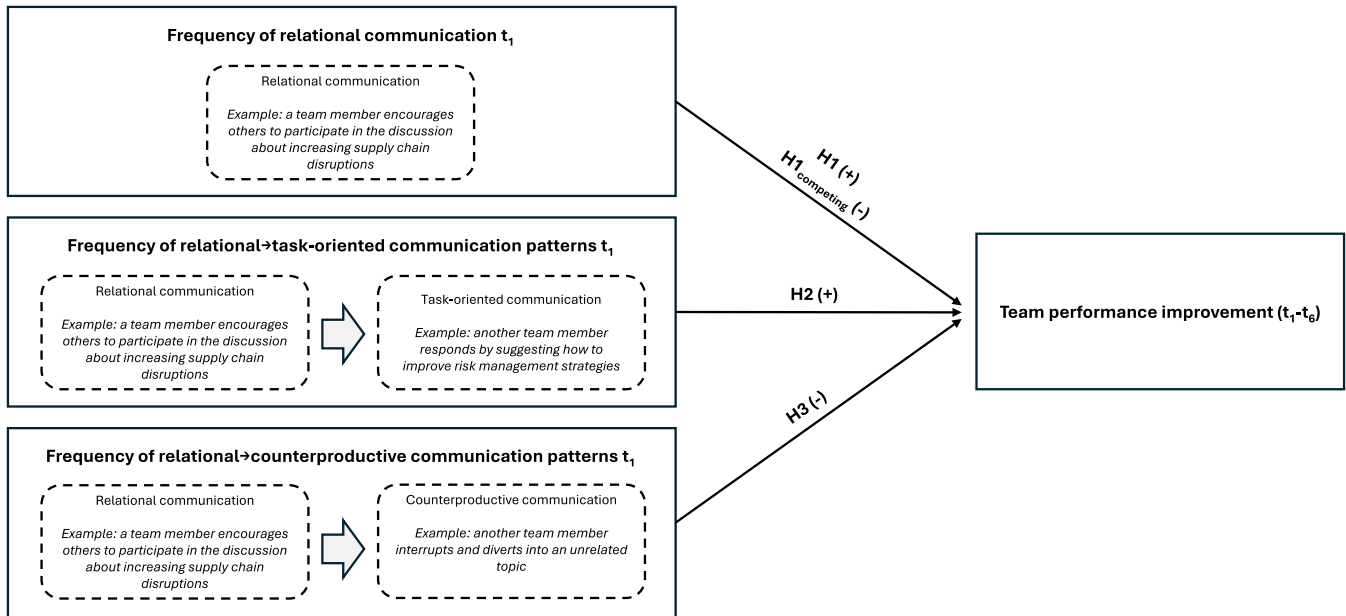 Frequency of relational communication t₁
Relational communication
Example: a team member encourages
others to participate in the discussion
about increasing supply chain
disruptions
H1 (+)
H1competing (-)
Frequency of relational→task-oriented communication patterns t₁
Relational communication
Example: a team member encourages
others to participate in the discussion
about increasing supply chain
disruptions
Task-oriented communication
Example: another team member
responds by suggesting how to
improve risk management strategies
H2 (+)
Team performance improvement (t₁-t₆)
H3 (-)
Frequency of relational→counterproductive communication patterns t₁
Relational communication
Example: a team member encourages
others to participate in the discussion
about increasing supply chain
disruptions
Counterproductive communication
Example: another team member
interrupts and diverts into an unrelated
topic